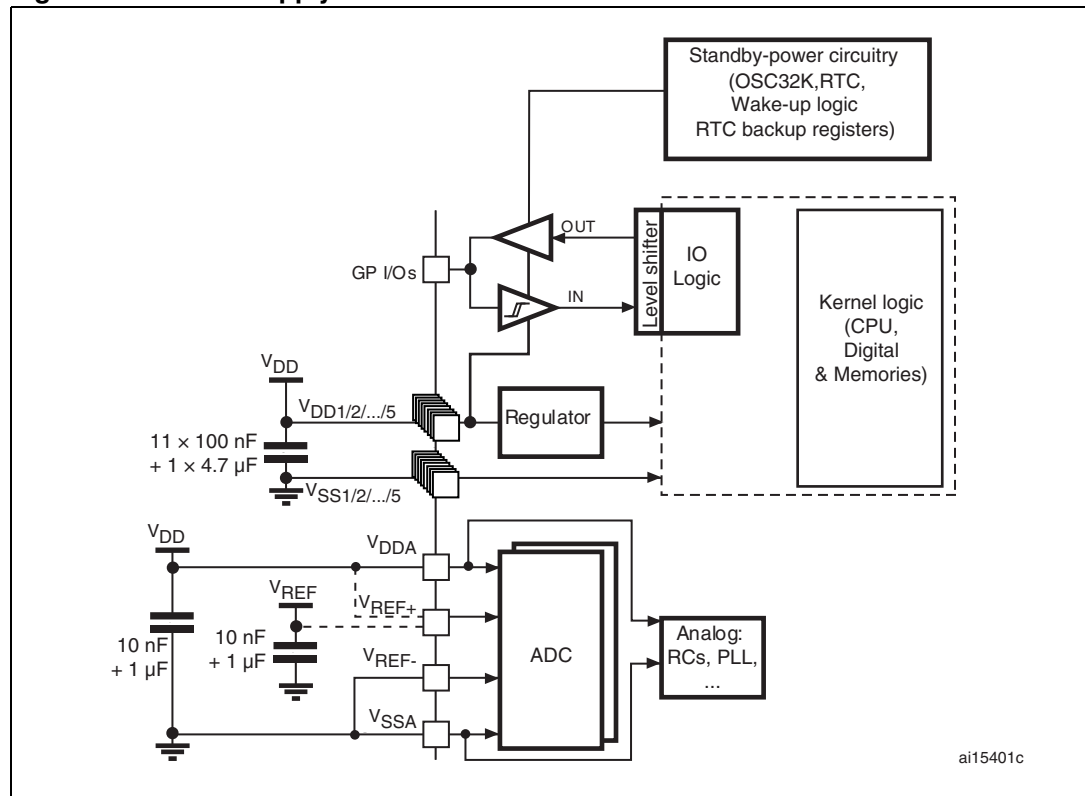 Standby-power circuitry
(OSC32K,RTC,
Wake-up logic
RTC backup registers)
OUT
Level shifter
IO
Logic
GP I/Os
IN
Kernel logic
(CPU,
Digital
& Memories)
VDD
VDD1/2/.../5
Regulator
11 × 100 nF
+ 1 × 4.7 µF
VSS1/2/.../5
VDD
VDDA
VREF
VREF+
10 nF
+ 1 µF
10 nF
+ 1 µF
VREF-
ADC
Analog:
RCs, PLL,
...
VSSA
ai15401c